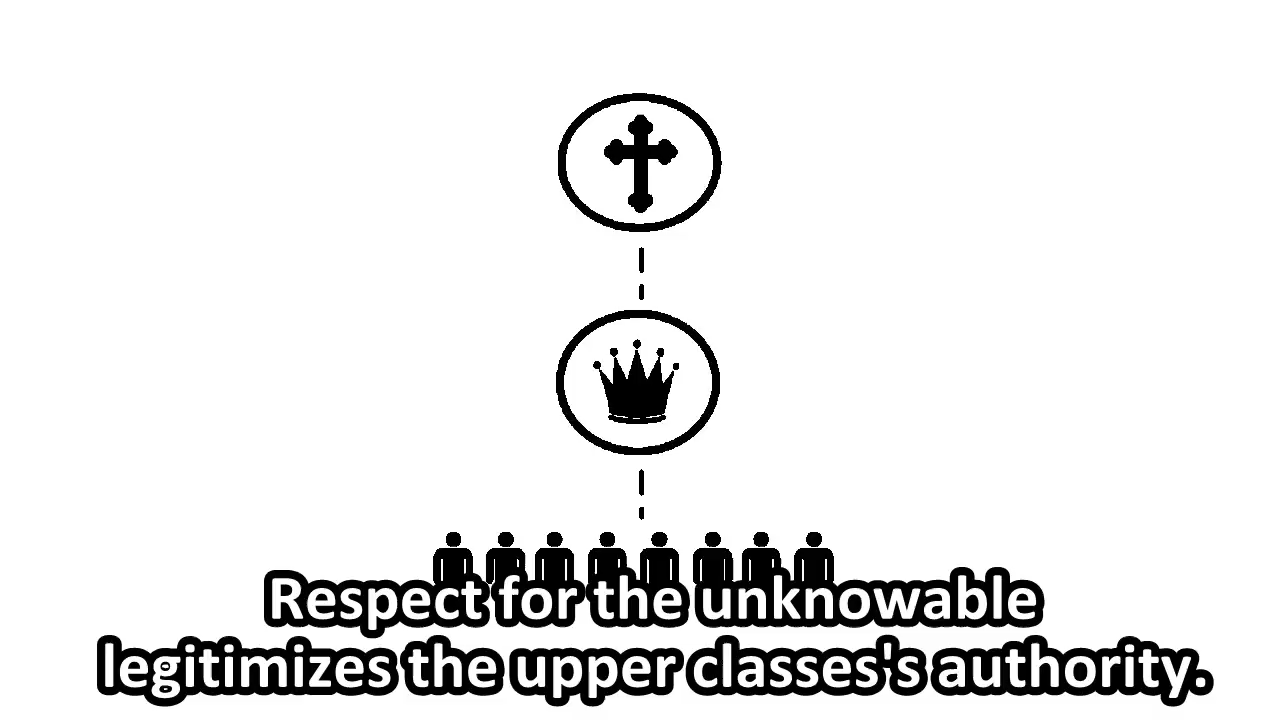 Respect for the unknowable
legitimizes the upper classes's authority.